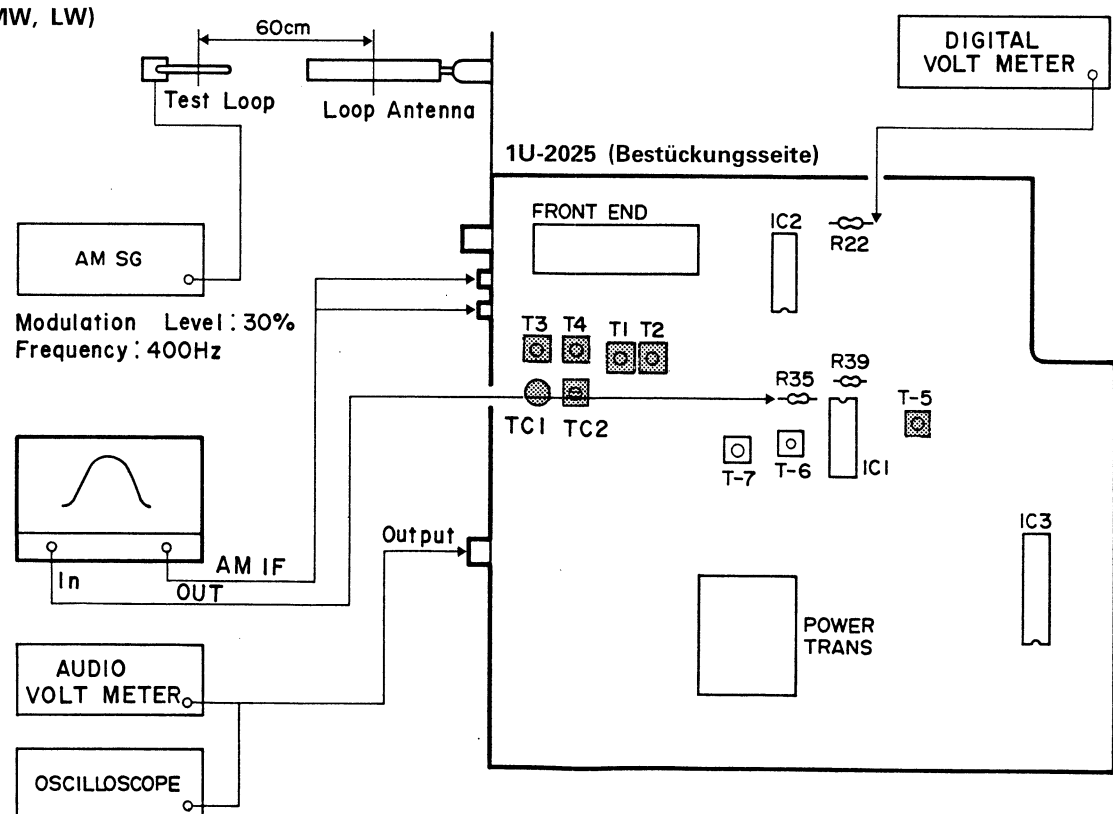 MW, LW)
60cm
Test Loop
Loop Antenna
DIGITAL
VOLT METER
1U-2025 (Bestückungsseite)
FRONT END
IC2
R22
AM SG
Modulation Level : 30%
Frequency : 400Hz
T3 T4 T1 T2
R35
R39
T-5
TC1 TC2
T-7
T-6
IC1
IC3
Output
AM IF
In
OUT
POWER
TRANS
AUDIO
VOLT METER
OSCILLOSCOPE